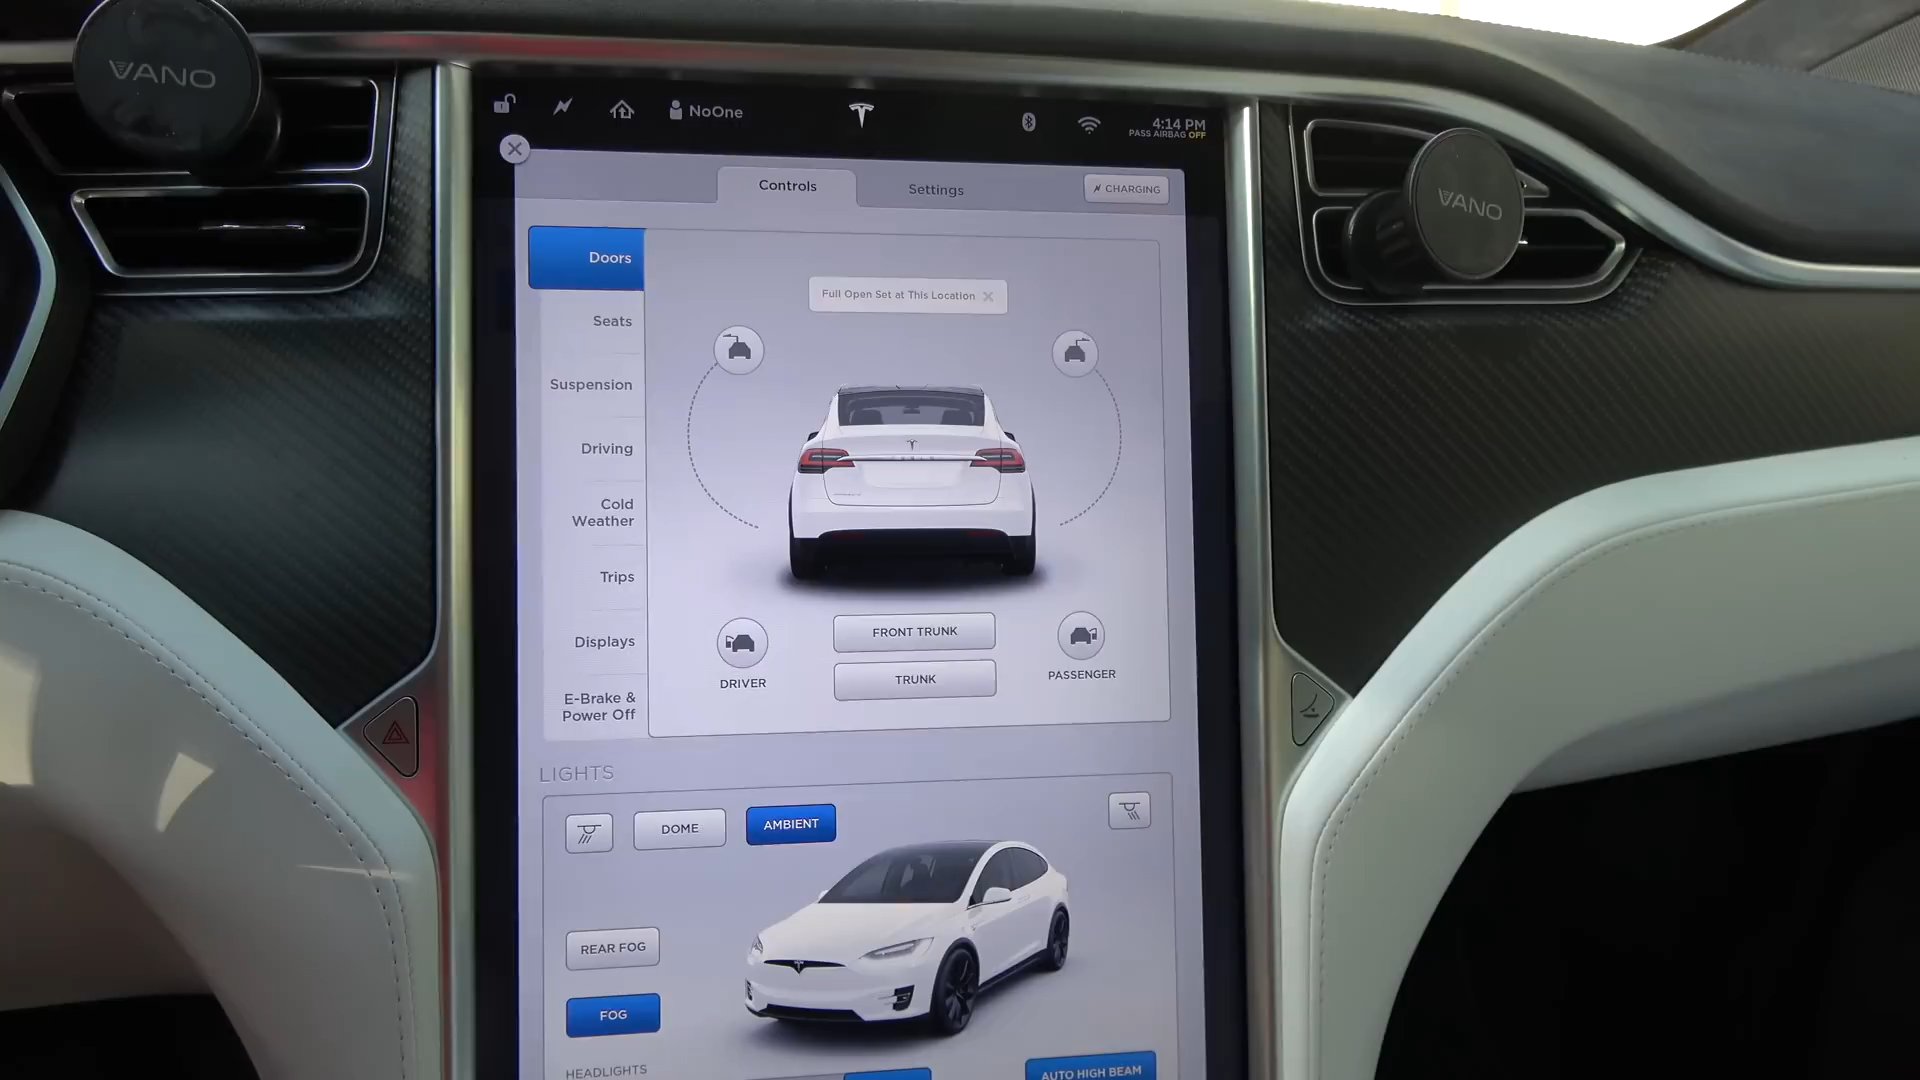 VANO
NoOne
4:14 PM
PASS AIRBAG OFF
VANO
Controls
Settings
CHARGING
Doors
Seats
Suspension
Driving
Cold
Weather
Trips
Displays
E-Brake &
Power Off
Full Open Set at This Location
FRONT TRUNK
TRUNK
DRIVER
PASSENGER
LIGHTS
DOME
AMBIENT
REAR FOG
FOG
HEADLIGHTS
AUTO HIGH BEAM